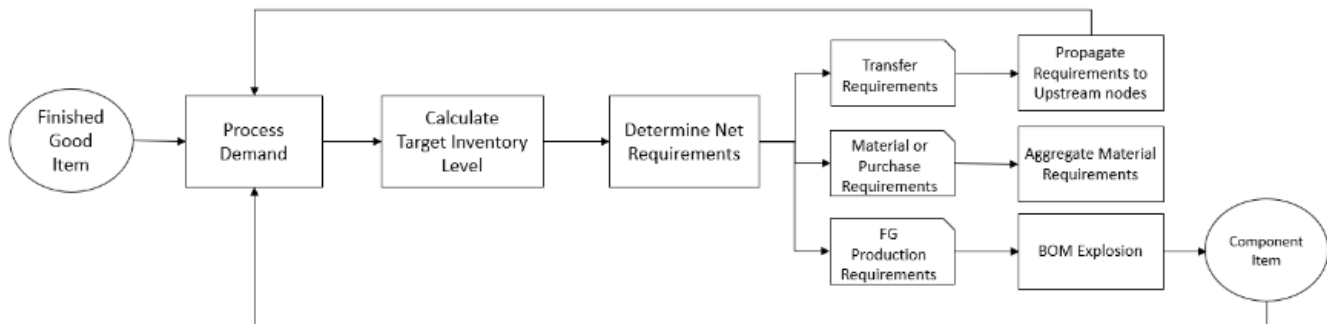 Finished
Good
Item
Process
Demand
Calculate
Target Inventory
Level
Determine Net
Requirements
Transfer
Requirements
Propagate
Requirements to
Upstream nodes
Material or
Purchase
Requirements
Aggregate Material
Requirements
FG
Production
Requirements
BOM Explosion
Component
Item